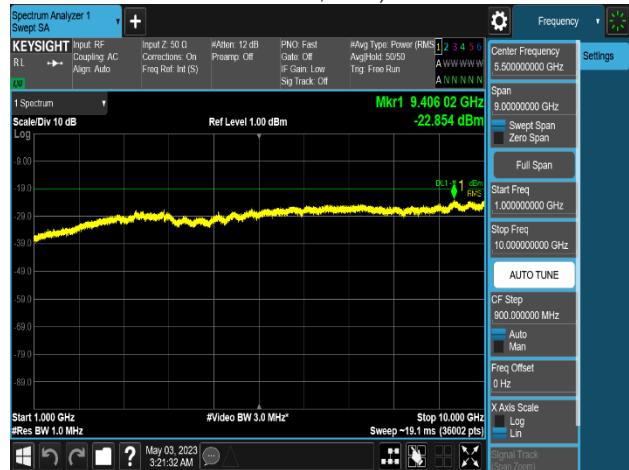 Spectrum Analyzer 1
Swept SA
Frequency
KEYSIGHT
RL
Input: RF
Coupling: AC
Align: Auto
Input Z: 50 Ω
Corrections: On
Freq Ref: Int (S)
#Atten: 12 dB
Preamp: Off
PNO: Fast
Gate: Off
IF Gain: Low
Sig Track: Off
#Avg Type: Power (RMS
Avg|Hold: 50/50
Trig: Free Run
1 2 3 4 5 6
A W W W W W
A N N N N N
1 Spectrum
Mkr1 9.406 02 GHz
Scale/Div 10 dB
Ref Level 1.00 dBm
-22.854 dBm
Log
-9.00
-19.0
-29.0
-39.0
-49.0
-59.0
-69.0
-79.0
-89.0
1
dBm
RMS
Start 1.000 GHz
#Video BW 3.0 MHz*
Stop 10.000 GHz
#Res BW 1.0 MHz
Sweep ~19.1 ms (36002 pts)
May 03, 2023
3:21:32 AM
Settings
Center Frequency
5.500000000 GHz
Span
9.00000000 GHz
Swept Span
Zero Span
Full Span
Start Freq
1.000000000 GHz
Stop Freq
10.000000000 GHz
AUTO TUNE
CF Step
900.000000 MHz
Auto
Man
Freq Offset
0 Hz
X Axis Scale
Log
Lin
Signal Track
(Span Zoom)